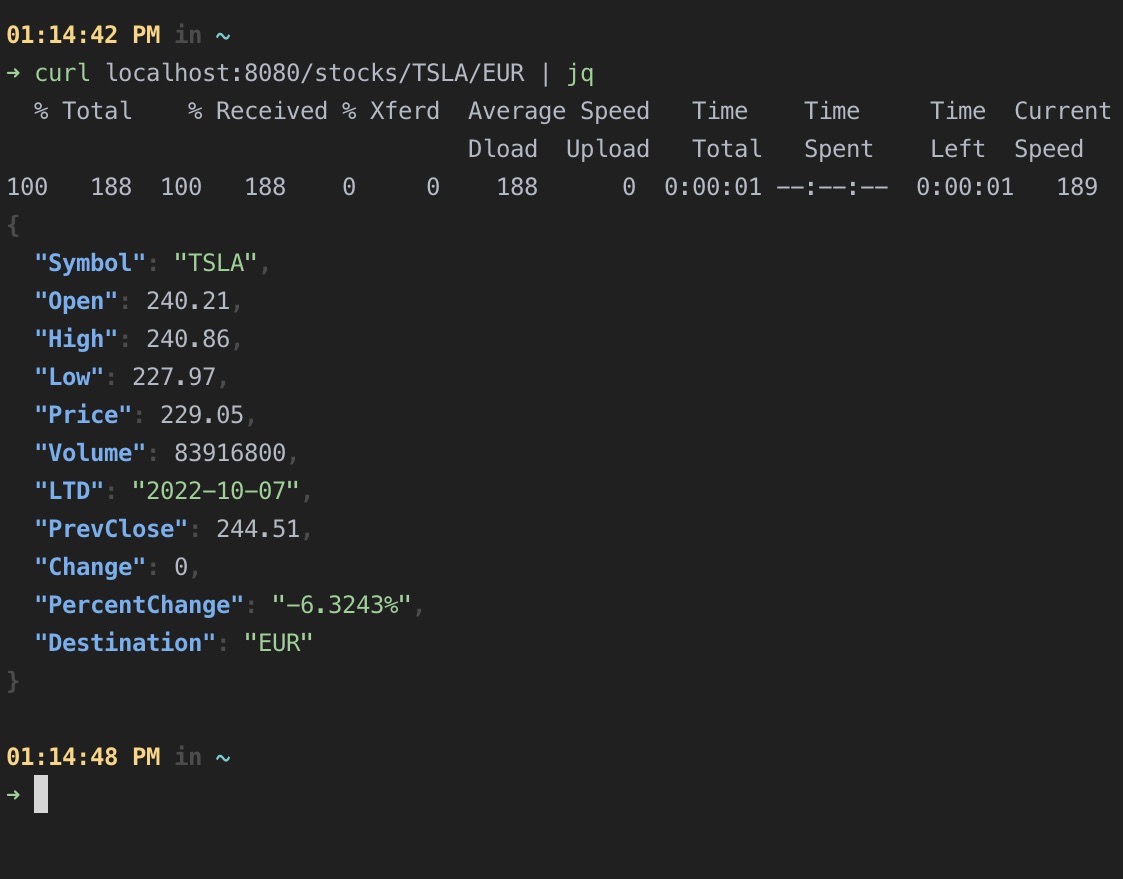 01:14:42 PM in ~
→ curl localhost:8080/stocks/TSLA/EUR | jq
  % Total    % Received % Xferd  Average Speed   Time    Time     Time  Current
                                 Dload  Upload   Total   Spent    Left  Speed
100   188  100   188    0     0    188      0  0:00:01 --:--:--  0:00:01   189
{
  "Symbol": "TSLA",
  "Open": 240.21,
  "High": 240.86,
  "Low": 227.97,
  "Price": 229.05,
  "Volume": 83916800,
  "LTD": "2022-10-07",
  "PrevClose": 244.51,
  "Change": 0,
  "PercentChange": "-6.3243%",
  "Destination": "EUR"
}
01:14:48 PM in ~
→